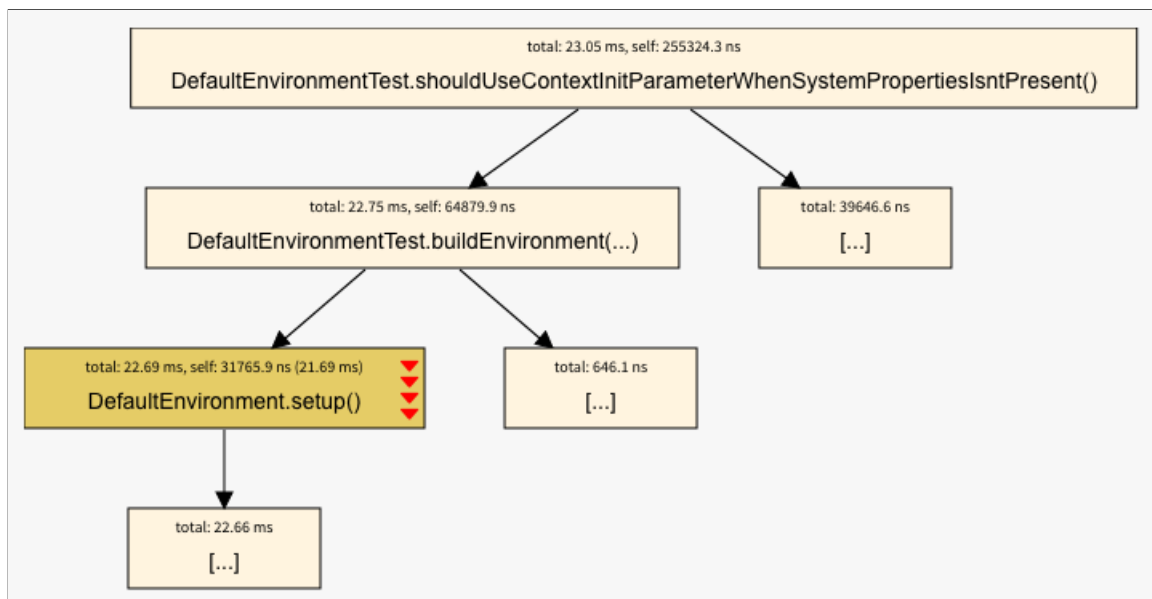 total: 23.05 ms, self: 255324.3 ns
DefaultEnvironmentTest.shouldUseContextInitParameterWhenSystemPropertiesIsntPresent()
total: 22.75 ms, self: 64879.9 ns
DefaultEnvironmentTest.buildEnvironment(...)
total: 39646.6 ns
[...]
total: 22.69 ms, self: 31765.9 ns (21.69 ms)
DefaultEnvironment.setup()
total: 646.1 ns
[...]
total: 22.66 ms
[...]